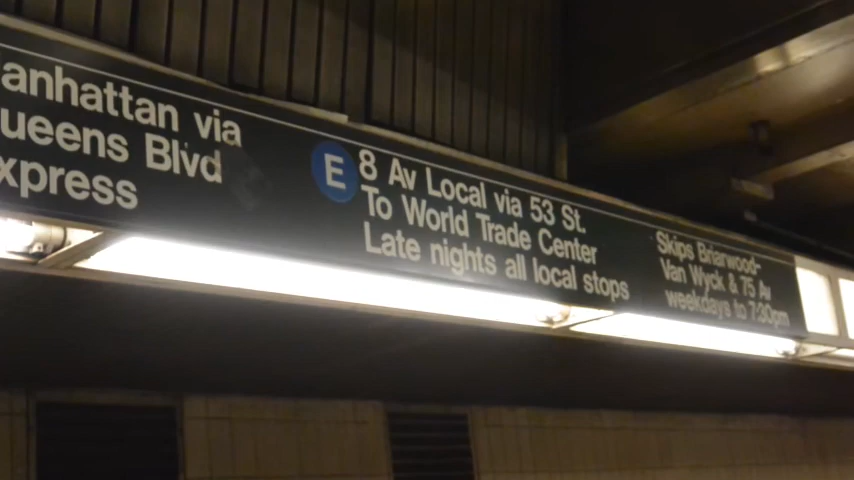 anhattan via
ueens Blvd
xpress
E
8 Av Local via 53 St.
To World Trade Center
Late nights all local stops
Skips Briarwood-
Van Wyck & 75 Av
weekdays to 7:30pm